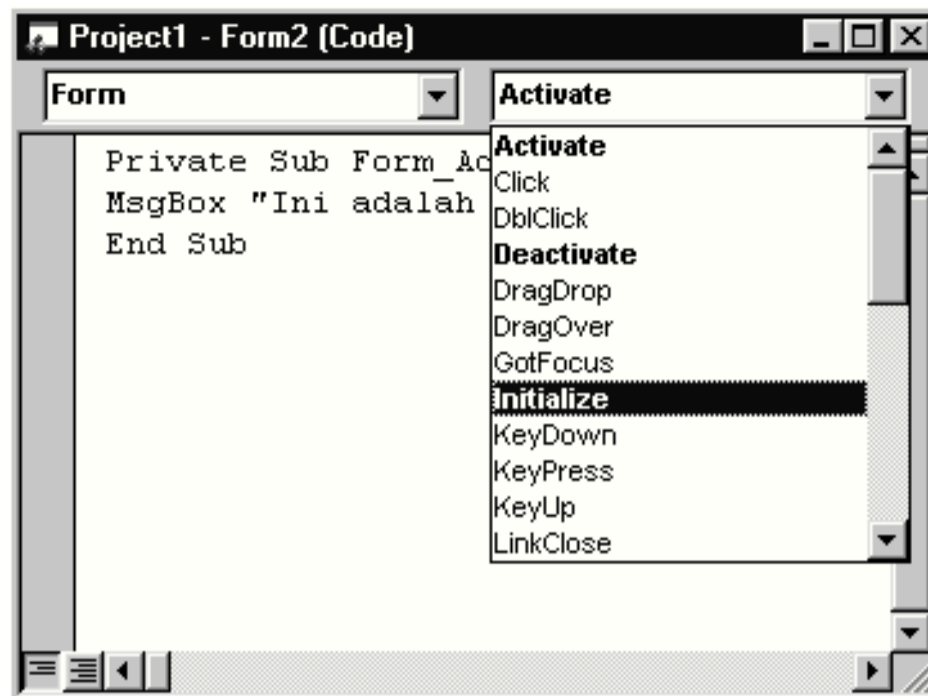 Project1 - Form2 (Code)
Form
Activate
Private Sub Form_Ac
MsgBox "Ini adalah
End Sub
Activate
Click
DblClick
Deactivate
DragDrop
DragOver
GotFocus
Initialize
KeyDown
KeyPress
KeyUp
LinkClose